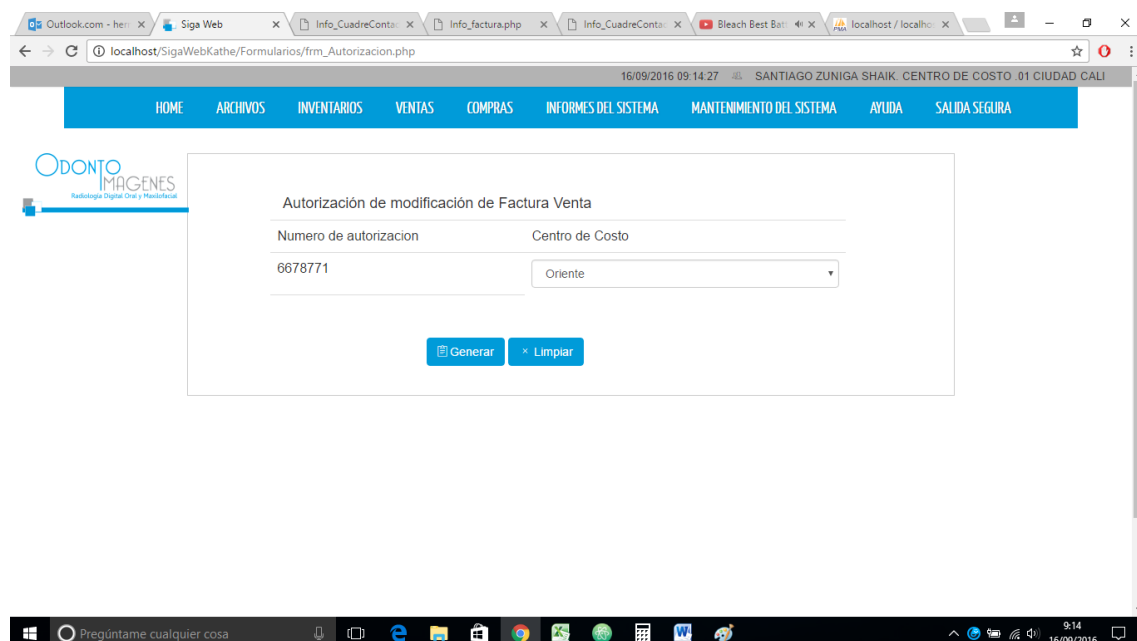 Outlook.com - herr
Siga Web
Info_CuadreContac
Info_factura.php
Info_CuadreContac
Bleach Best Batt
localhost / localhos
localhost/SigaWebKathe/Formularios/frm_Autorizacion.php
16/09/2016 09:14:27 SANTIAGO ZUNIGA SHAIK. CENTRO DE COSTO .01 CIUDAD CALI
HOME ARCHIVOS INVENTARIOS VENTAS COMPRAS INFORMES DEL SISTEMA MANTENIMIENTO DEL SISTEMA AYUDA SALIDA SEGURA
ODONTO
IMAGENES
Radiología Digital Oral y Maxilofacial
Autorización de modificación de Factura Venta
Numero de autorizacion Centro de Costo
6678771 Oriente
Generar × Limpiar
Pregúntame cualquier cosa
9:14
16/09/2016